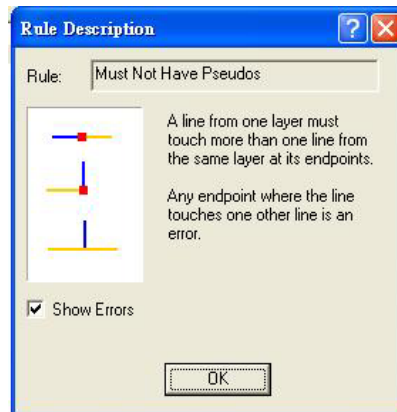 Rule Description
Rule:
Must Not Have Pseudos
A line from one layer must
touch more than one line from
the same layer at its endpoints.
Any endpoint where the line
touches one other line is an
error.
Show Errors
OK